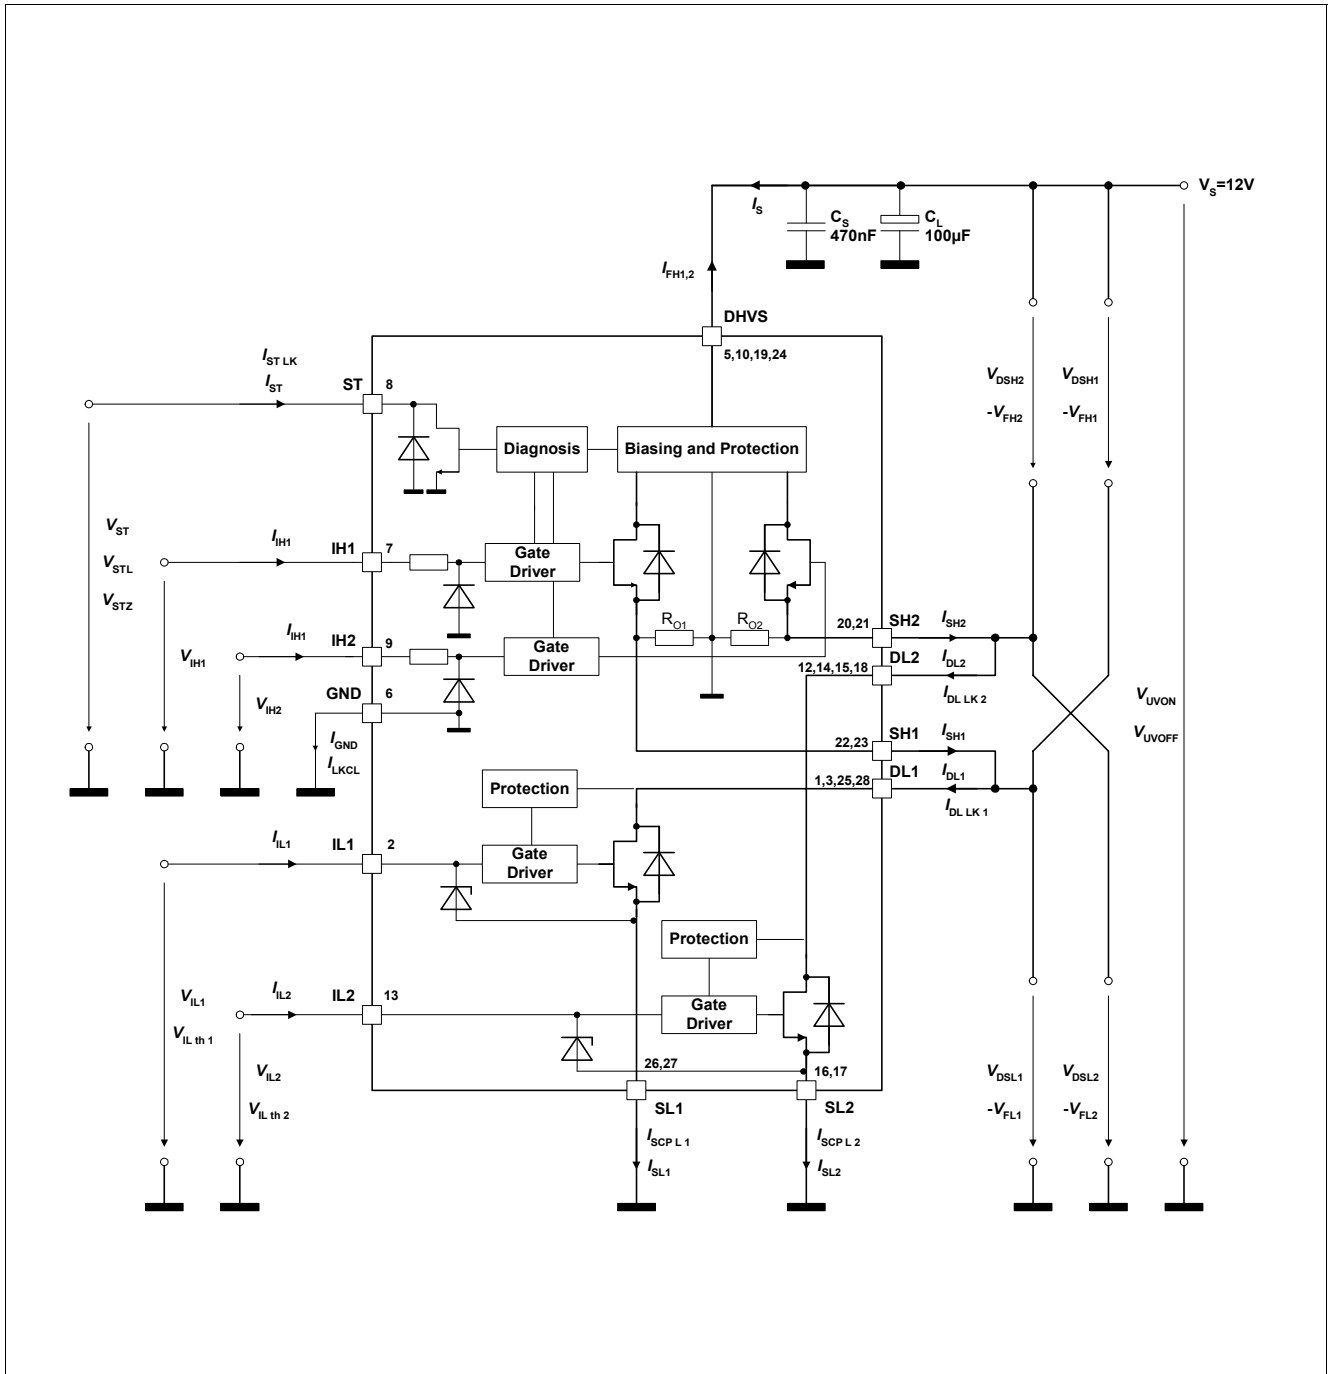 V_S=12V
I_S
C_S
470nF
C_L
100µF
I_FH1,2
DHVS
5,10,19,24
I_ST LK
I_ST
ST
8
V_DSH2
-V_FH2
V_DSH1
-V_FH1
Diagnosis
Biasing and Protection
V_ST
V_STL
V_STZ
I_IH1
IH1
7
Gate
Driver
R_O1
R_O2
20,21
SH2
I_SH2
I_IH1
IH2
9
Gate
Driver
V_IH1
12,14,15,18
DL2
I_DL2
I_DL LK 2
GND
6
V_IH2
V_UVON
V_UVOFF
I_GND
I_LKCL
22,23
SH1
I_SH1
1,3,25,28
DL1
I_DL1
I_DL LK 1
Protection
I_IL1
IL1
2
Gate
Driver
Protection
V_IL1
V_IL th 1
I_IL2
IL2
13
Gate
Driver
V_IL2
V_IL th 2
26,27
16,17
V_DSL1
-V_FL1
V_DSL2
-V_FL2
SL1
SL2
I_SCP L 1
I_SL1
I_SCP L 2
I_SL2